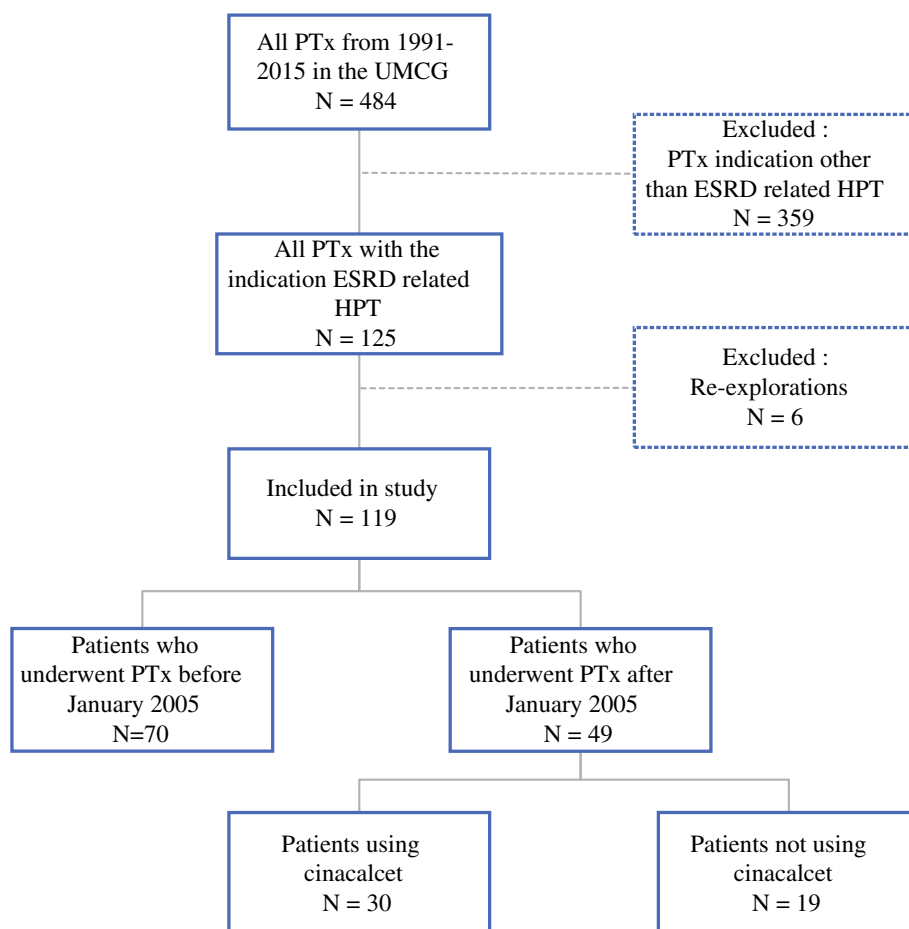 All PTx from 1991-
2015 in the UMCG
N = 484
Excluded :
PTx indication other
than ESRD related HPT
N = 359
All PTx with the
indication ESRD related
HPT
N = 125
Excluded :
Re-explorations
N = 6
Included in study
N = 119
Patients who
underwent PTx before
January 2005
N=70
Patients who
underwent PTx after
January 2005
N = 49
Patients using
cinacalcet
N = 30
Patients not using
cinacalcet
N = 19